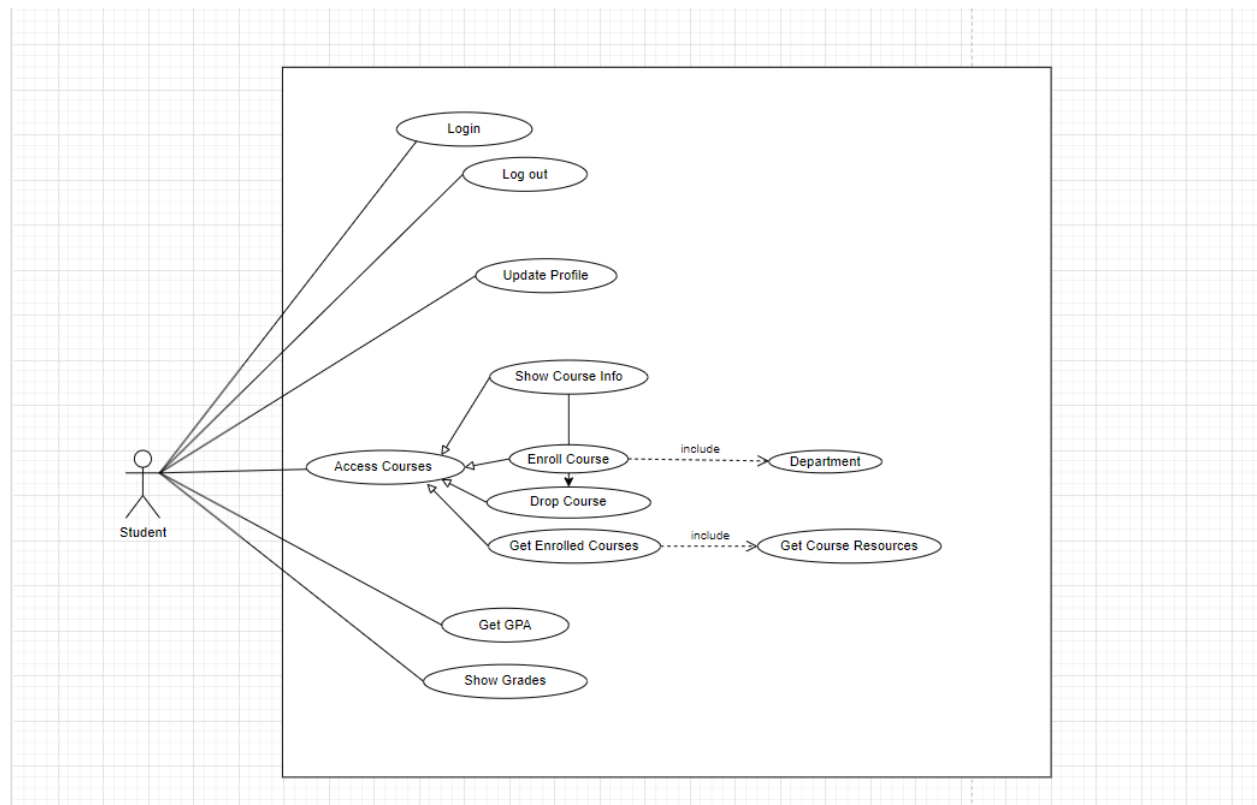 Login
Log out
Update Profile
Show Course Info
Access Courses
Enroll Course
include
Department
Drop Course
Get Enrolled Courses
include
Get Course Resources
Student
Get GPA
Show Grades